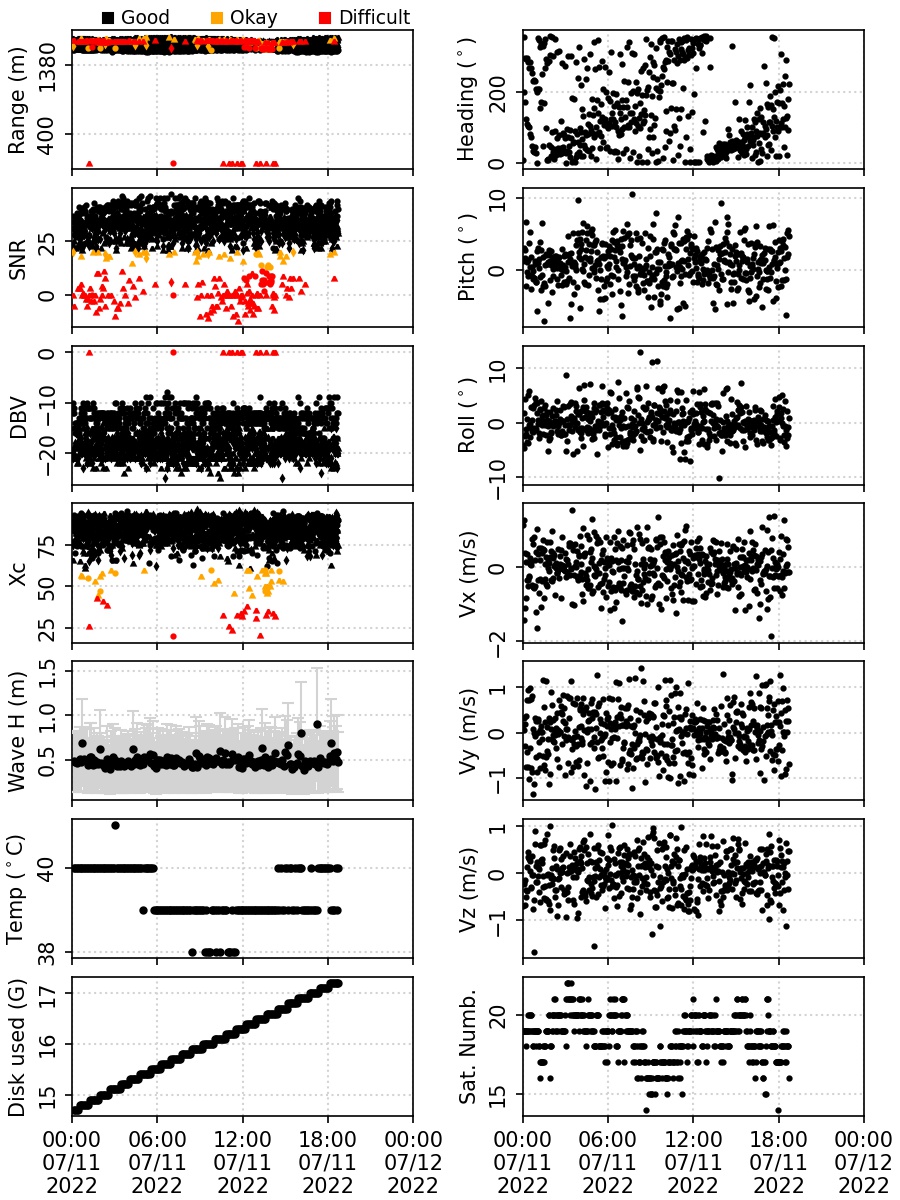 Good Okay Difficult
Range (m)
1380
400
Heading (°)
200
0
SNR
25
0
Pitch (°)
10
0
DBV
0
−10
−20
Roll (°)
10
0
−10
Xc
75
50
25
Vx (m/s)
0
−2
Wave H (m)
1.5
1.0
0.5
Vy (m/s)
1
0
−1
Temp (°C)
40
38
Vz (m/s)
1
0
−1
Disk used (G)
17
16
15
Sat. Numb.
20
15
00:00 06:00 12:00 18:00 00:00
07/11 07/11 07/11 07/11 07/12
2022 2022 2022 2022 2022
00:00 06:00 12:00 18:00 00:00
07/11 07/11 07/11 07/11 07/12
2022 2022 2022 2022 2022